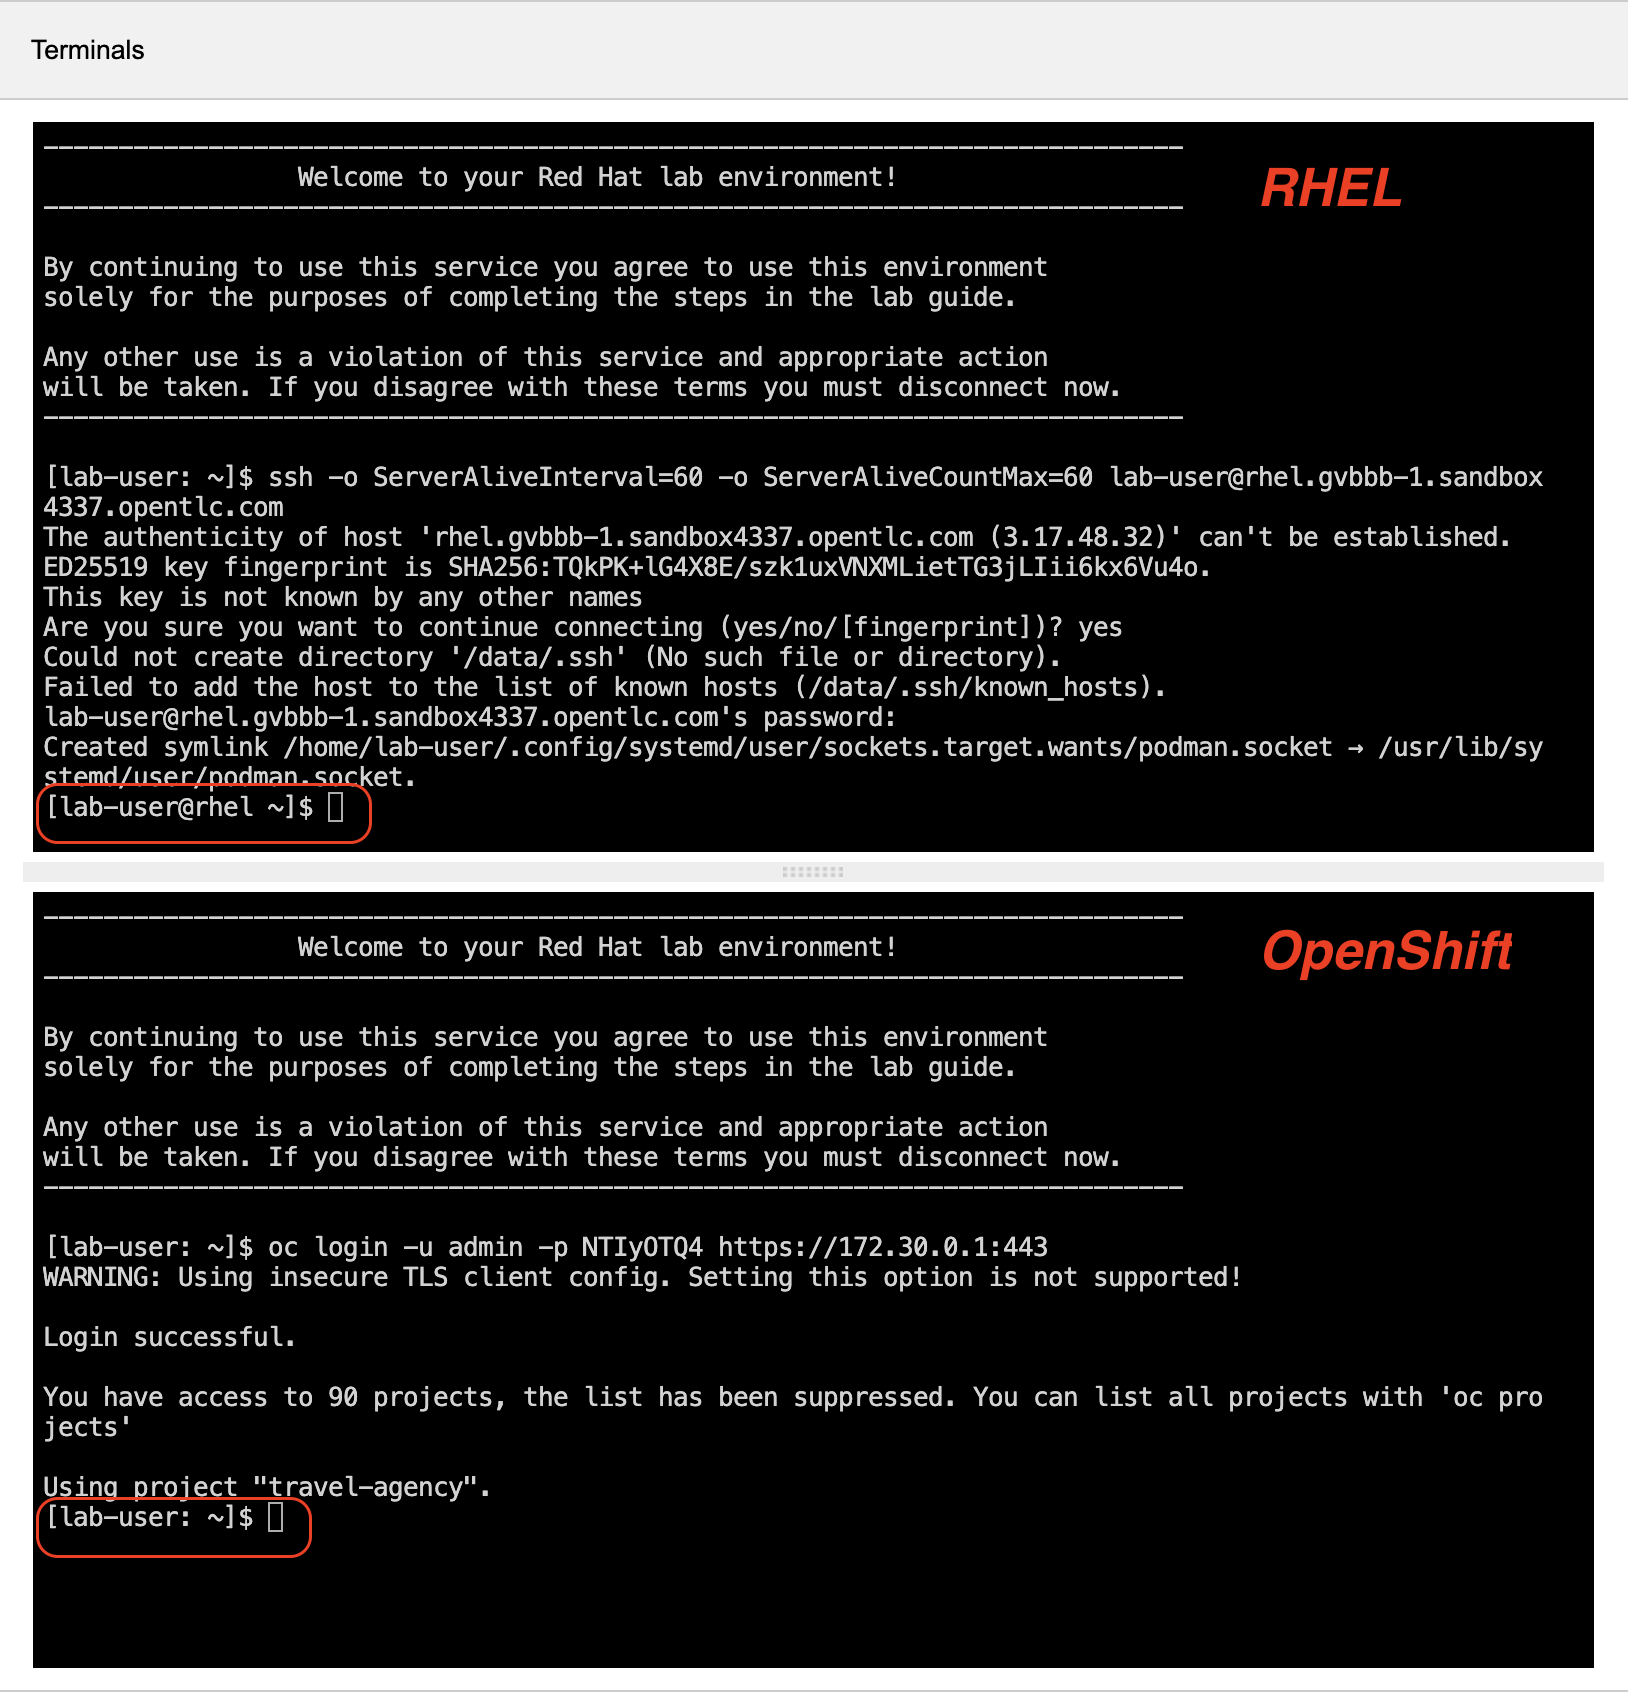 Terminals
Welcome to your Red Hat lab environment!
RHEL
By continuing to use this service you agree to use this environment
solely for the purposes of completing the steps in the lab guide.
Any other use is a violation of this service and appropriate action
will be taken. If you disagree with these terms you must disconnect now.
[lab-user: ~]$ ssh -o ServerAliveInterval=60 -o ServerAliveCountMax=60 lab-user@rhel.gvbbb-1.sandbox
4337.opentlc.com
The authenticity of host 'rhel.gvbbb-1.sandbox4337.opentlc.com (3.17.48.32)' can't be established.
ED25519 key fingerprint is SHA256:TQkPK+lG4X8E/szk1uxVNXMLietTG3jLIii6kx6Vu4o.
This key is not known by any other names
Are you sure you want to continue connecting (yes/no/[fingerprint])? yes
Could not create directory '/data/.ssh' (No such file or directory).
Failed to add the host to the list of known hosts (/data/.ssh/known_hosts).
lab-user@rhel.gvbbb-1.sandbox4337.opentlc.com's password:
Created symlink /home/lab-user/.config/systemd/user/sockets.target.wants/podman.socket → /usr/lib/sy
stemd/user/podman.socket.
[lab-user@rhel ~]$
Welcome to your Red Hat lab environment!
OpenShift
By continuing to use this service you agree to use this environment
solely for the purposes of completing the steps in the lab guide.
Any other use is a violation of this service and appropriate action
will be taken. If you disagree with these terms you must disconnect now.
[lab-user: ~]$ oc login -u admin -p NTIyOTQ4 https://172.30.0.1:443
WARNING: Using insecure TLS client config. Setting this option is not supported!
Login successful.
You have access to 90 projects, the list has been suppressed. You can list all projects with 'oc pro
jects'
Using project "travel-agency".
[lab-user: ~]$